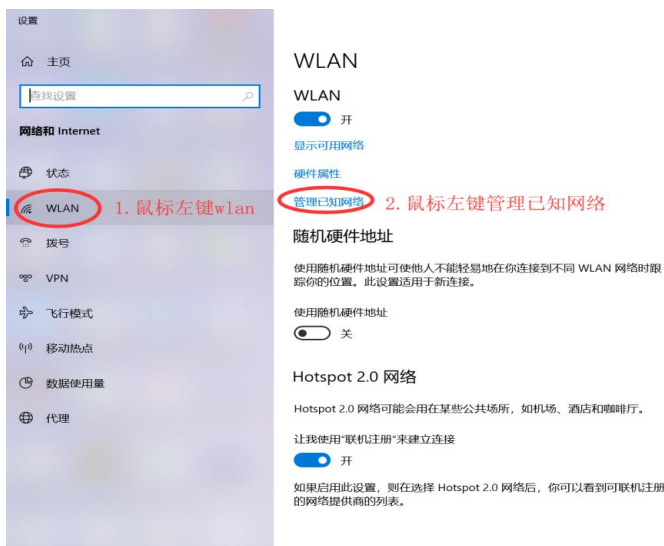 设置
主页
查找设置
网络和 Internet
状态
WLAN
1. 鼠标左键wlan
拨号
VPN
飞行模式
移动热点
数据使用量
代理
WLAN
WLAN
开
显示可用网络
硬件属性
管理已知网络
2. 鼠标左键管理已知网络
随机硬件地址
使用随机硬件地址可使他人不能轻易地在你连接到不同 WLAN 网络时跟
踪你的位置。此设置适用于新连接。
使用随机硬件地址
关
Hotspot 2.0 网络
Hotspot 2.0 网络可能会用在某些公共场所，如机场、酒店和咖啡厅。
让我使用“联机注册”来建立连接
开
如果启用此设置，则在选择 Hotspot 2.0 网络后，你可以看到可联机注册
的网络提供商的列表。